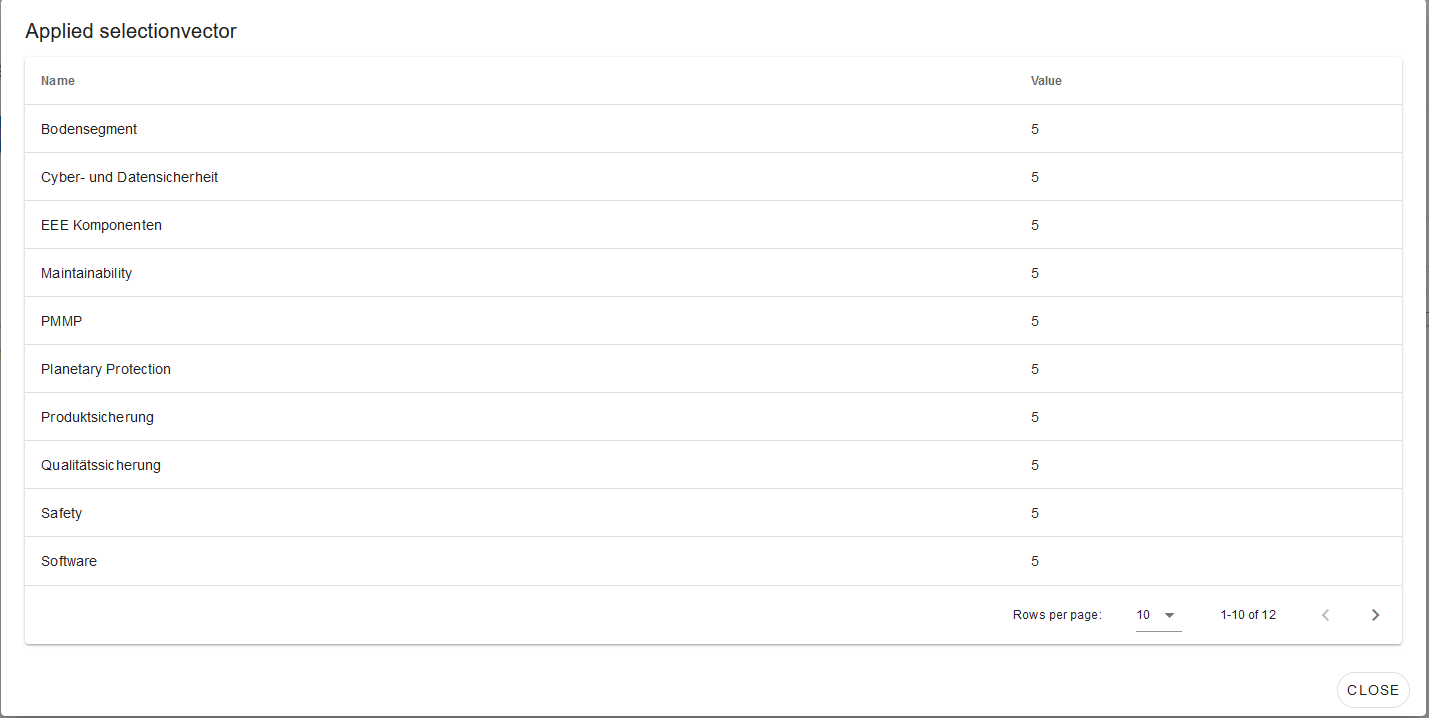 Applied selectionvector
Name Value
Bodensegment 5
Cyber- und Datensicherheit 5
EEE Komponenten 5
Maintainability 5
PMMP 5
Planetary Protection 5
Produktsicherung 5
Qualitätssicherung 5
Safety 5
Software 5
Rows per page: 10 1-10 of 12
CLOSE